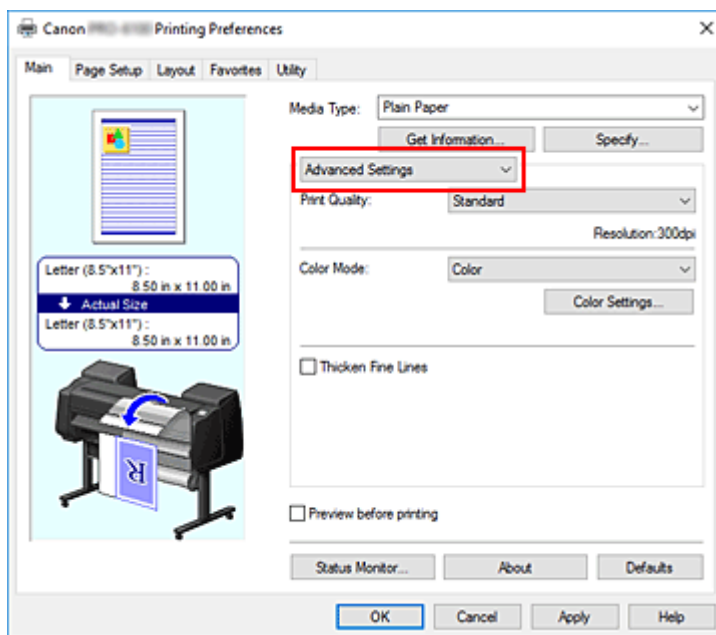 Canon Printing Preferences
Main Page Setup Layout Favorites Utility
Media Type: Plain Paper
Get Information... Specify...
Advanced Settings
Print Quality: Standard
Resolution:300dpi
Letter (8.5"x11") :
8.50 in x 11.00 in
Actual Size
Letter (8.5"x11") :
8.50 in x 11.00 in
Color Mode: Color
Color Settings...
Thicken Fine Lines
R
Preview before printing
Status Monitor... About Defaults
OK Cancel Apply Help